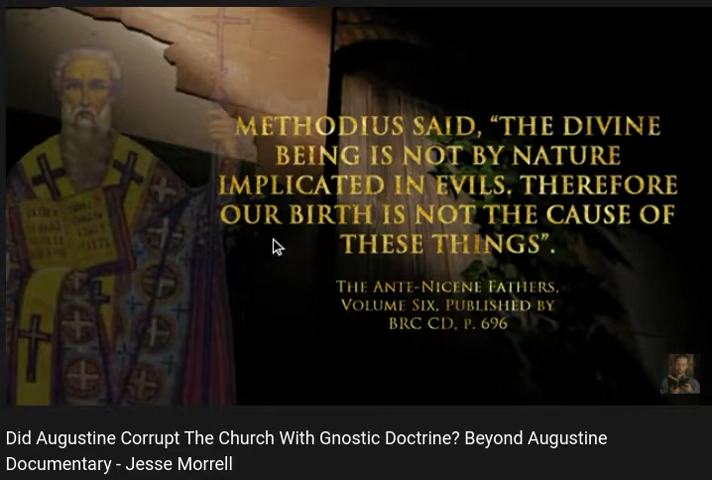 METHODIUS SAID, “THE DIVINE
BEING IS NOT BY NATURE
IMPLICATED IN EVILS. THEREFORE
OUR BIRTH IS NOT THE CAUSE OF
THESE THINGS”.
THE ANTE-NICENE FATHERS,
VOLUME SIX, PUBLISHED BY
BRC CD, P. 696
Did Augustine Corrupt The Church With Gnostic Doctrine? Beyond Augustine
Documentary - Jesse Morrell